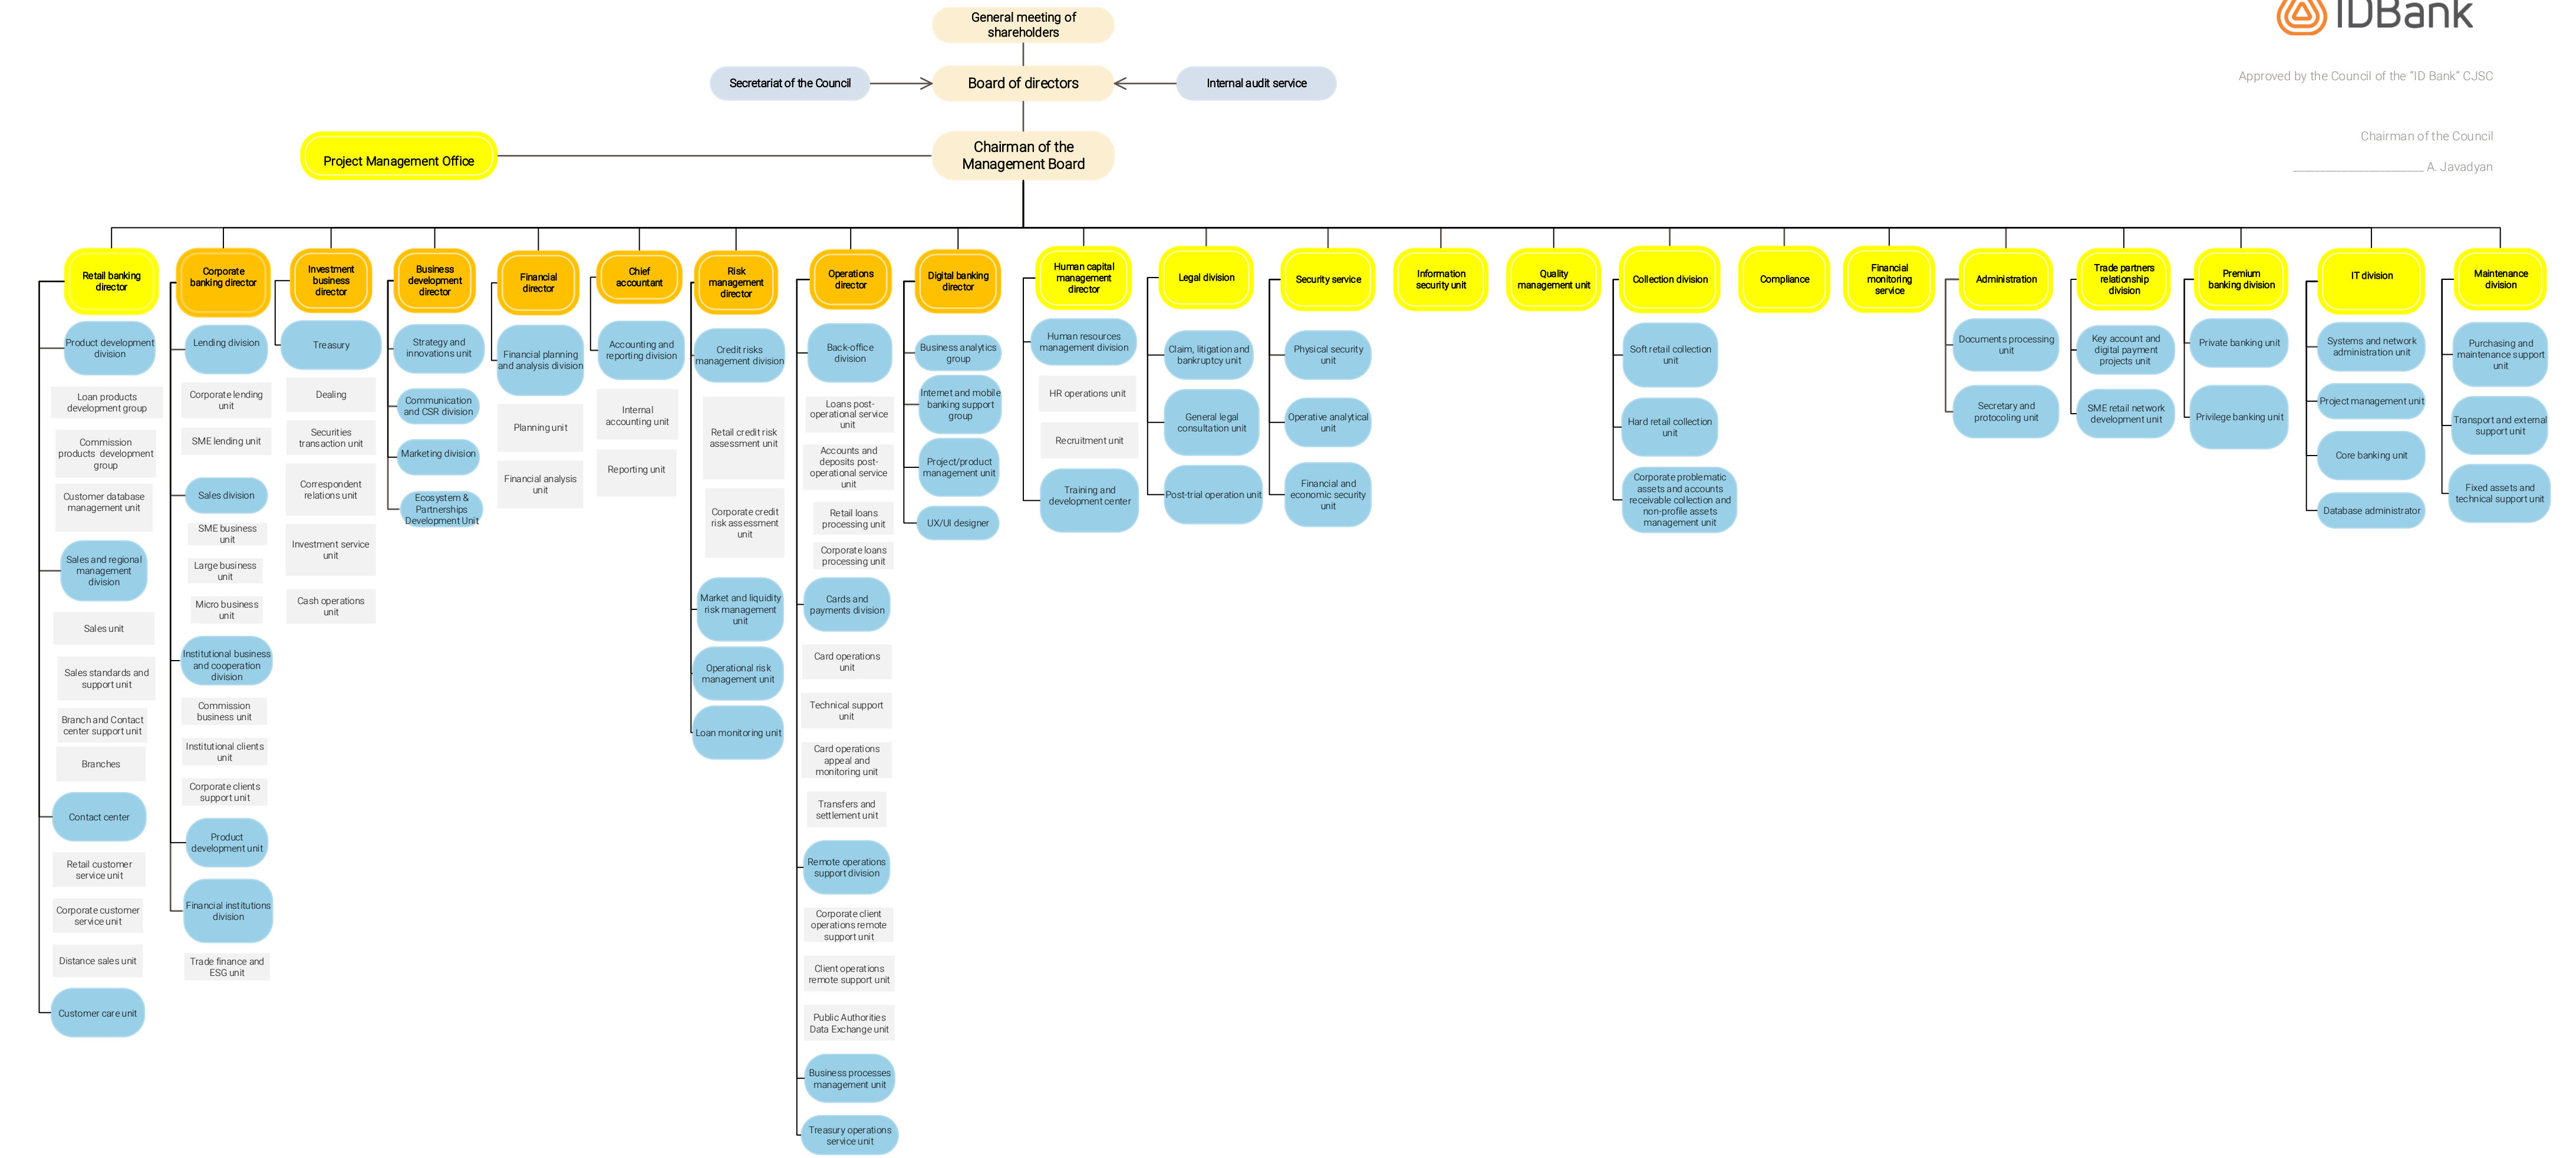 General meeting of
shareholders
IDBank
Secretariat of the Council
Board of directors
Internal audit service
Approved by the Council of the “ID Bank” CJSC
Project Management Office
Chairman of the
Management Board
Chairman of the Council
A. Javadyan
Retail banking
director
Product development
division
Loan products
development group
Commission
products development
group
Customer database
management unit
Sales and regional
management
division
Sales unit
Sales standards and
support unit
Branch and Contact
center support unit
Branches
Contact center
Retail customer
service unit
Corporate customer
service unit
Distance sales unit
Customer care unit
Corporate
banking director
Lending division
Corporate lending
unit
SME lending unit
Sales division
SME business
unit
Large business
unit
Micro business
unit
Institutional business
and cooperation
division
Commission
business unit
Institutional clients
unit
Corporate clients
support unit
Product
development unit
Financial institutions
division
Trade finance and
ESG unit
Investment
business
director
Treasury
Dealing
Securities
transaction unit
Correspondent
relations unit
Investment service
unit
Cash operations
unit
Business
development
director
Strategy and
innovations unit
Communication
and CSR division
Marketing division
Ecosystem &
Partnerships
Development Unit
Financial
director
Financial planning
and analysis division
Planning unit
Financial analysis
unit
Chief
accountant
Accounting and
reporting division
Internal
accounting unit
Reporting unit
Risk
management
director
Credit risks
management division
Retail credit risk
assessment unit
Corporate credit
risk assessment
unit
Market and liquidity
risk management
unit
Operational risk
management unit
Loan monitoring unit
Operations
director
Back-office
division
Loans post-
operational service
unit
Accounts and
deposits post-
operational service
unit
Retail loans
processing unit
Corporate loans
processing unit
Cards and
payments division
Card operations
unit
Technical support
unit
Card operations
appeal and
monitoring unit
Transfers and
settlement unit
Remote operations
support division
Corporate client
operations remote
support unit
Client operations
remote support unit
Public Authorities
Data Exchange unit
Business processes
management unit
Treasury operations
service unit
Digital banking
director
Business analytics
group
Internet and mobile
banking support
group
Project/product
management unit
UX/UI designer
Human capital
management
director
Human resources
management division
HR operations unit
Recruitment unit
Training and
development center
Legal division
Claim, litigation and
bankruptcy unit
General legal
consultation unit
Post-trial operation unit
Security service
Physical security
unit
Operative analytical
unit
Financial and
economic security
unit
Information
security unit
Quality
management unit
Collection division
Soft retail collection
unit
Hard retail collection
unit
Corporate problematic
assets and accounts
receivable collection and
non-profile assets
management unit
Compliance
Financial
monitoring
service
Administration
Documents processing
unit
Secretary and
protocoling unit
Trade partners
relationship
division
Key account and
digital payment
projects unit
SME retail network
development unit
Premium
banking division
Private banking unit
Privilege banking unit
IT division
Systems and network
administration unit
Project management unit
Core banking unit
Database administrator
Maintenance
division
Purchasing and
maintenance support
unit
Transport and external
support unit
Fixed assets and
technical support unit